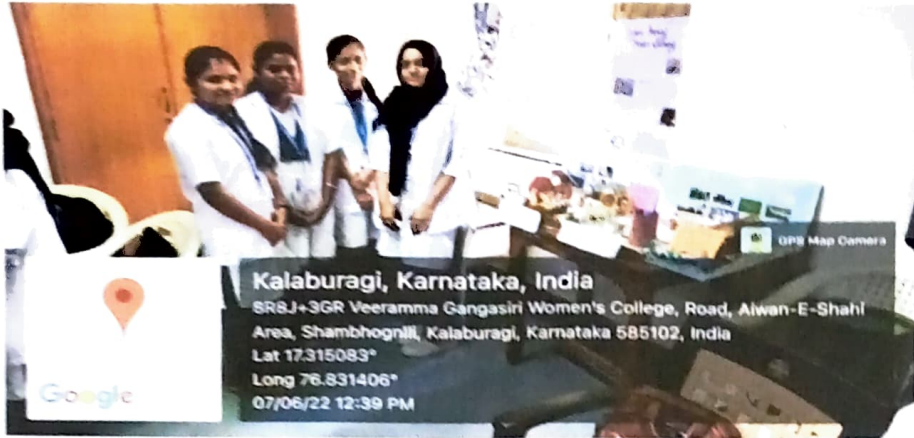 GPS Map Camera
Kalaburagi, Karnataka, India
SR8J+3GR Veeramma Gangasiri Women's College, Road, Aiwan-E-Shahi
Area, Shambhognlli, Kalaburagi, Karnataka 585102, India
Lat 17.315083°
Long 76.831406°
07/06/22 12:39 PM
Google